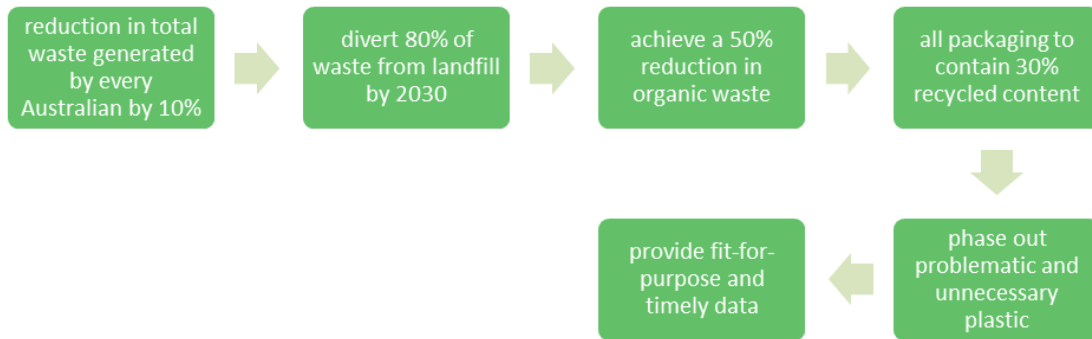 reduction in total
waste generated
by every
Australian by 10%
divert 80% of
waste from landfill
by 2030
achieve a 50%
reduction in
organic waste
all packaging to
contain 30%
recycled content
phase out
problematic and
unnecessary
plastic
provide fit-for-
purpose and
timely data